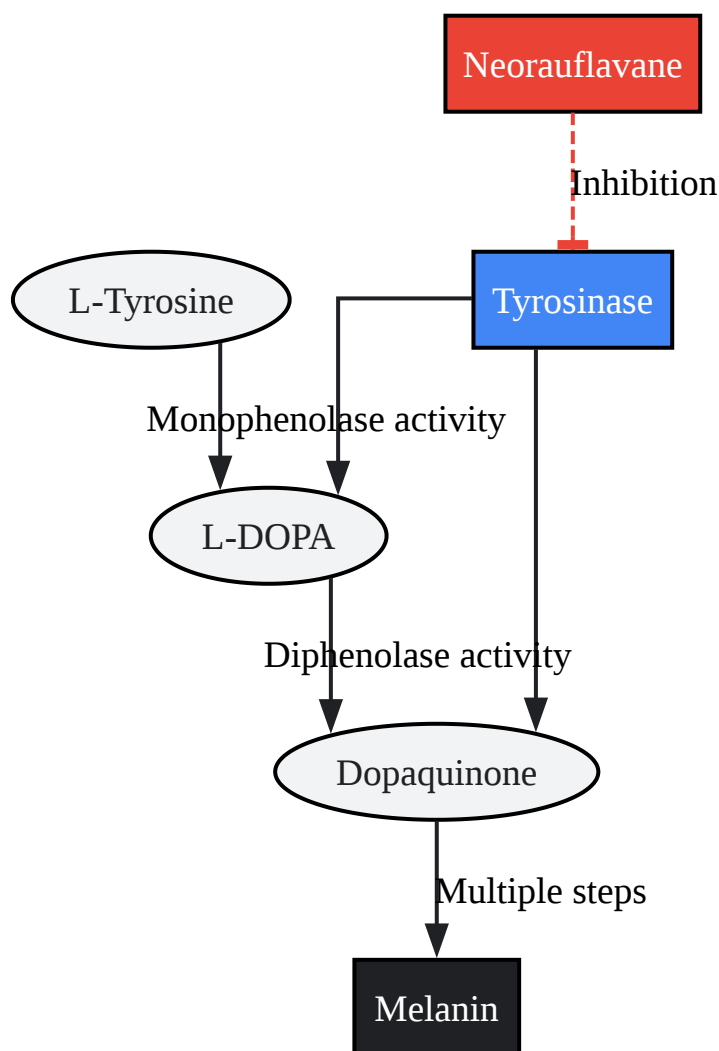 Neorauflavane
Inhibition
L-Tyrosine
Tyrosinase
Monophenolase activity
L-DOPA
Diphenolase activity
Dopaquinone
Multiple steps
Melanin